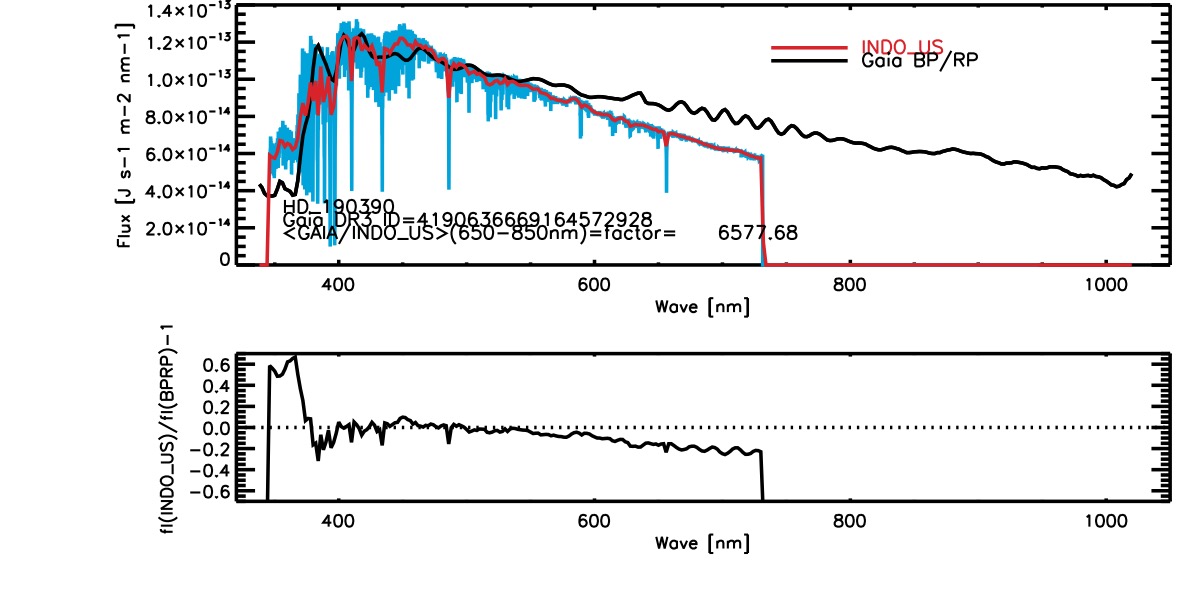 1.4×10−13
1.2×10−13
1.0×10−13
8.0×10−14
6.0×10−14
4.0×10−14
2.0×10−14
0
Flux [J s−1 m−2 nm−1]
INDO_US
Gaia BP/RP
HD_190390
Gaia DR3 ID=4190636669164572928
<GAIA/INDO_US>(650−850nm)=factor= 6577.68
400 600 800 1000
Wave [nm]
0.6
0.4
0.2
0.0
−0.2
−0.4
−0.6
fl(INDO_US)/fl(BPRP)−1
400 600 800 1000
Wave [nm]